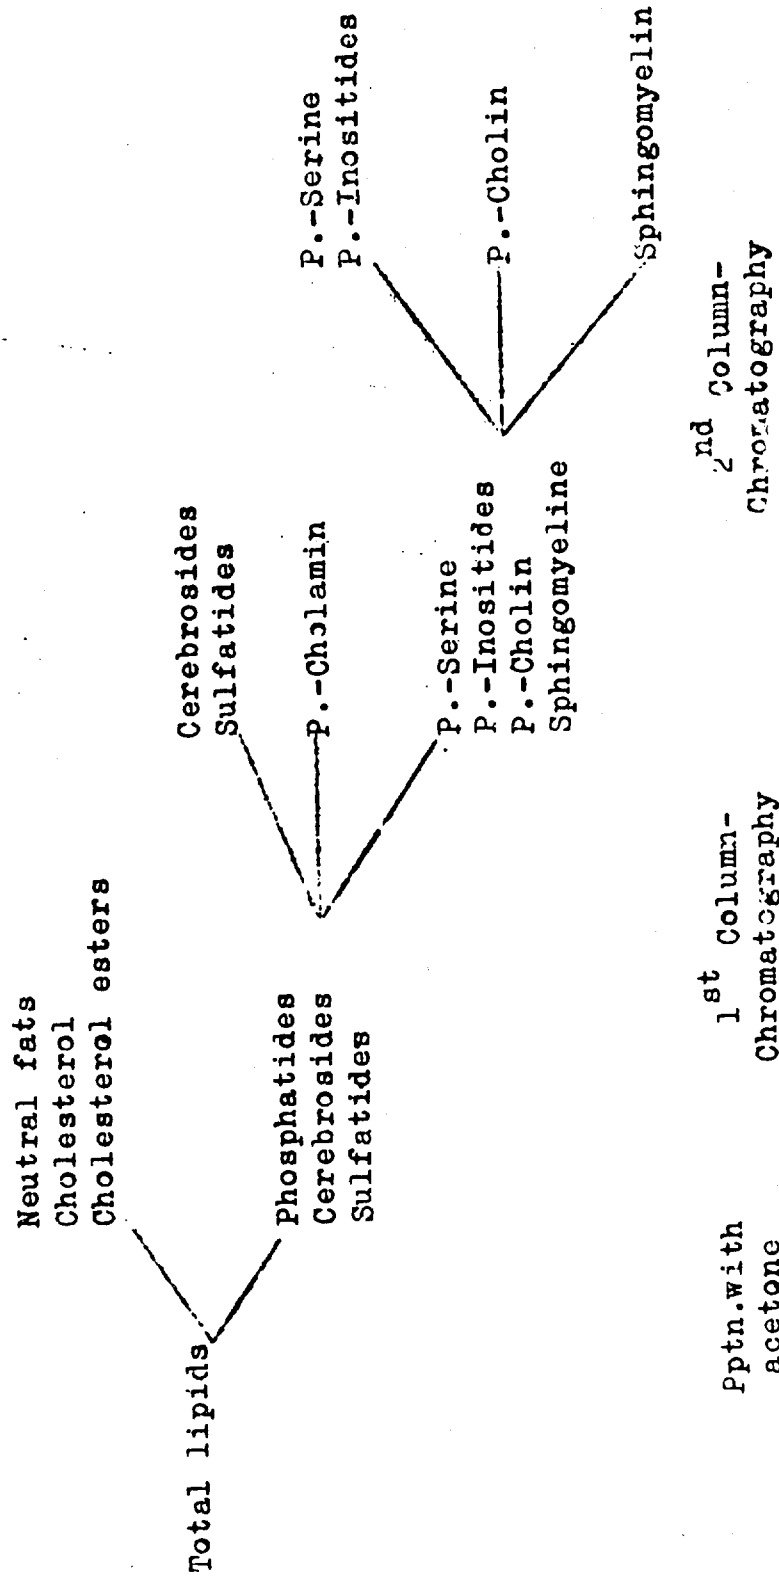 Total lipids
Neutral fats
Cholesterol
Cholesterol esters
Phosphatides
Cerebrosides
Sulfatides
Cerebrosides
Sulfatides
P.-Cholamin
P.-Serine
P.-Inositides
P.-Cholin
Sphingomyeline
P.-Serine
P.-Inositides
P.-Cholin
Sphingomyelin
Pptn.with
acetone
1st Column-
Chromatography
2nd Column-
Chromatography